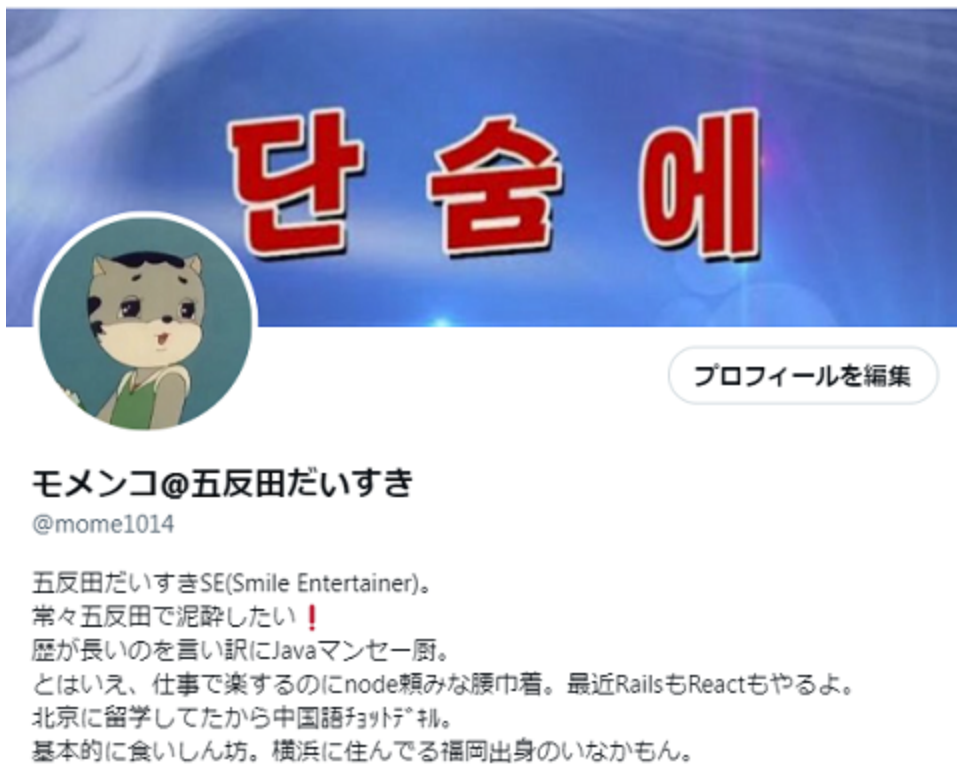 단숨에
プロフィールを編集
モメンコ@五反田だいすき
@mome1014
五反田だいすきSE(Smile Entertainer)。
常々五反田で泥酔したい❗
歴が長いのを言い訳にJavaマンセー厨。
とはいえ、仕事で楽するのにnode頼みな腰巾着。最近RailsもReactもやるよ。
北京に留学してたから中国語ﾁｮｯﾄﾃﾞｷﾙ。
基本的に食いしん坊。横浜に住んでる福岡出身のいなかもん。